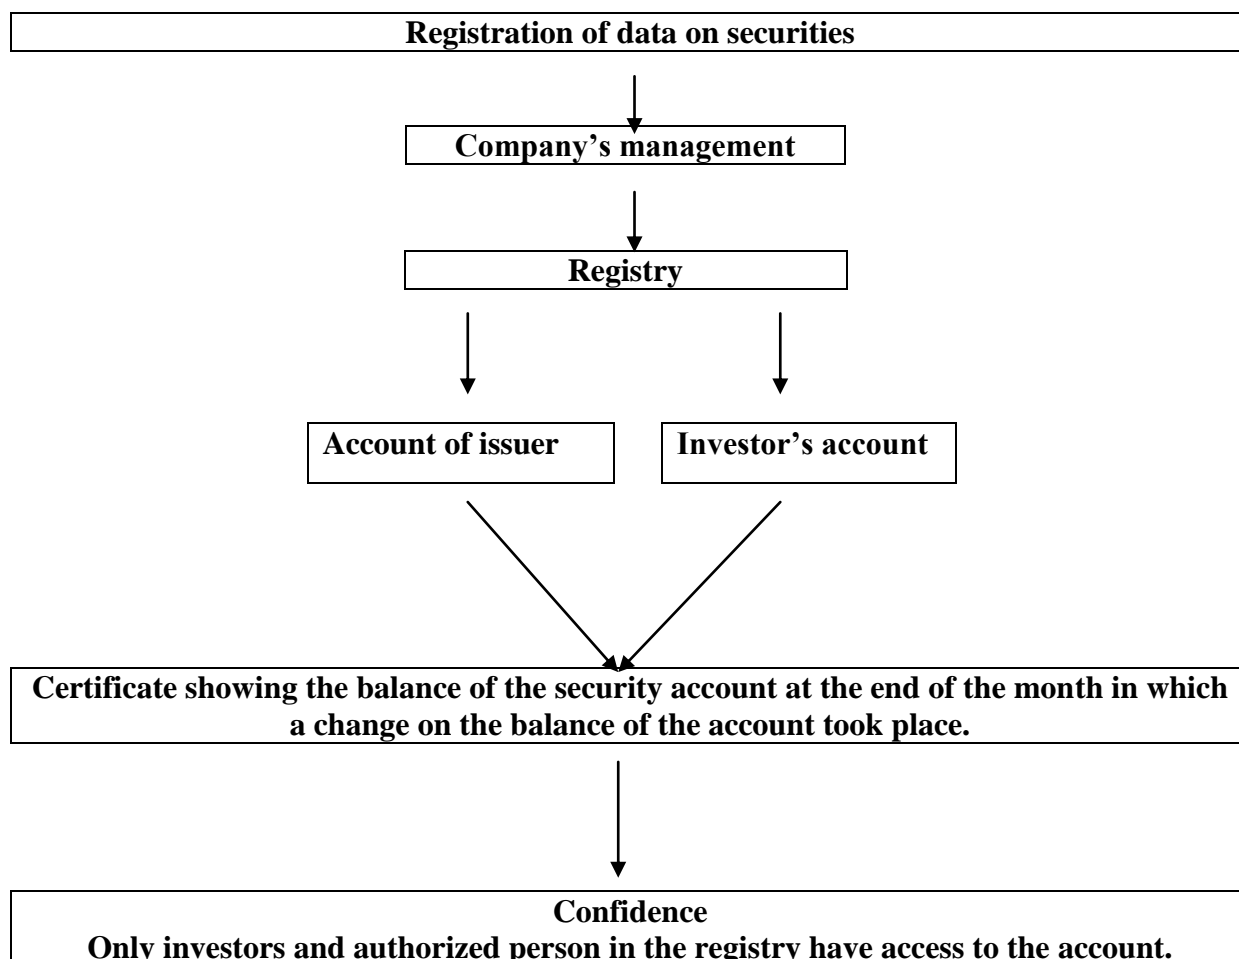 Registration of data on securities
Company’s management
Registry
Account of issuer
Investor’s account
Certificate showing the balance of the security account at the end of the month in which
a change on the balance of the account took place.
Confidence
Only investors and authorized person in the registry have access to the account.